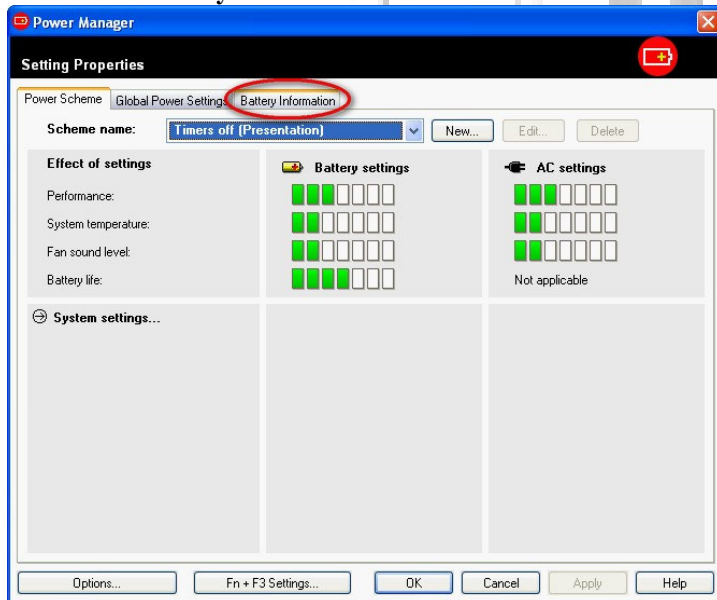 Power Manager
Setting Properties
Power Scheme Global Power Settings Battery Information
Scheme name: Timers off (Presentation) New... Edit... Delete
Effect of settings Battery settings AC settings
Performance:
System temperature:
Fan sound level:
Battery life: Not applicable
System settings...
Options... Fn + F3 Settings... OK Cancel Apply Help